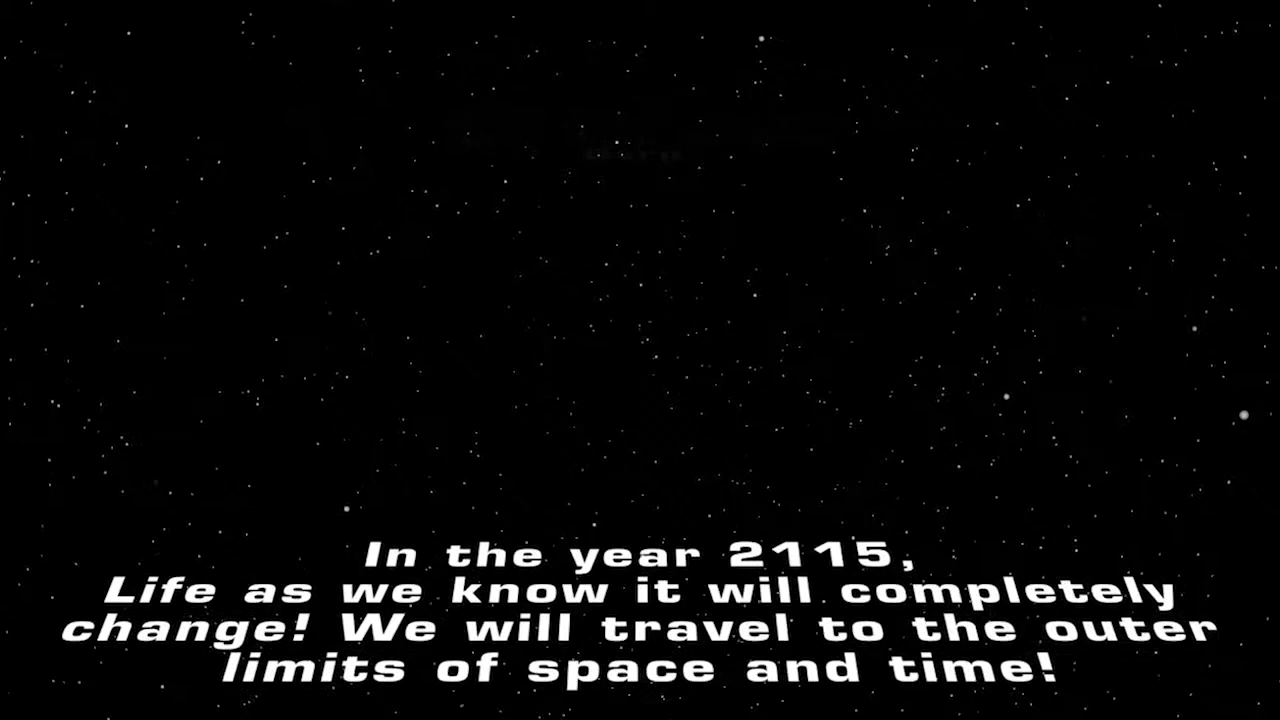 In the year 2115,
Life as we know it will completely
change! We will travel to the outer
limits of space and time!